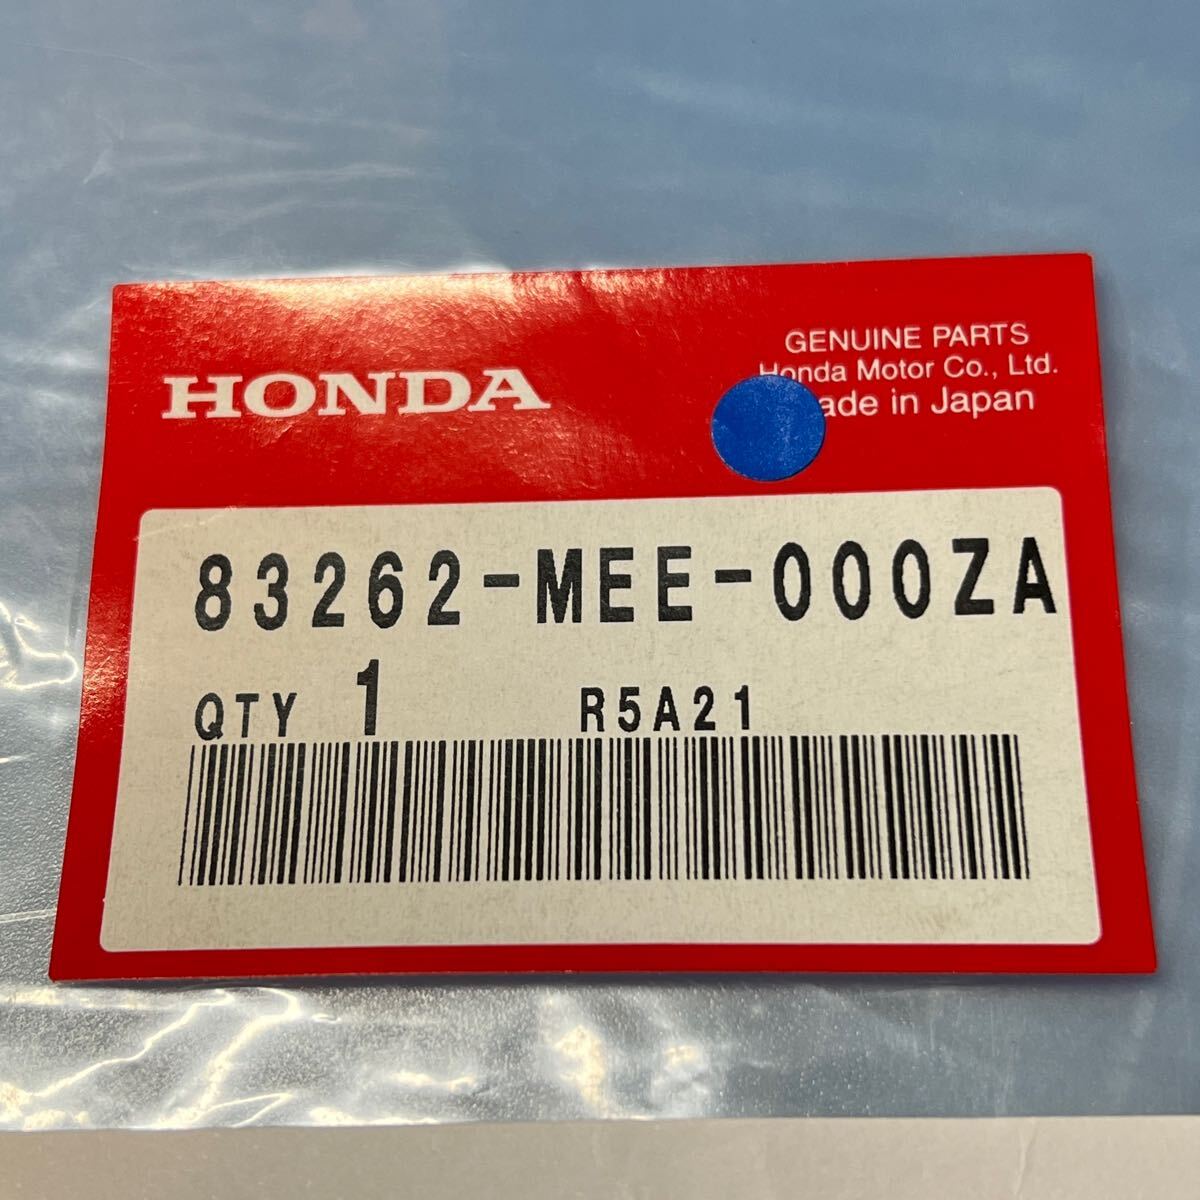 HONDA
GENUINE PARTS
Honda Motor Co., Ltd.
ade in Japan
83262-MEE-000ZA
QTY 1 R5A21